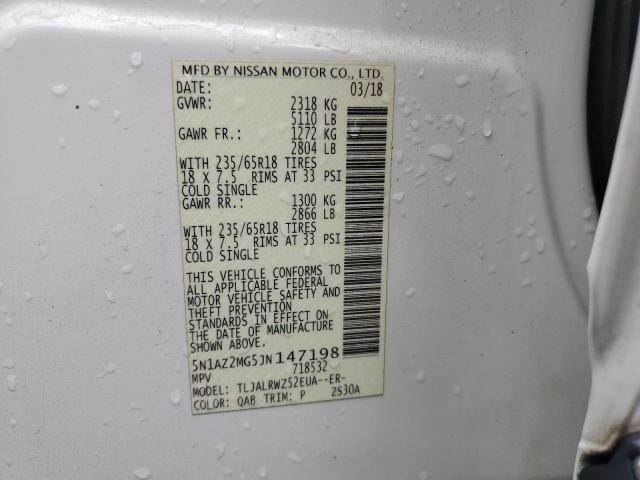 MFD BY NISSAN MOTOR CO., LTD.
DATE: 03/18
GVWR: 2318 KG
5110 LB
GAWR FR.: 1272 KG
2804 LB
WITH 235/65R18 TIRES
18 X 7.5 RIMS AT 33 PSI
COLD SINGLE
GAWR RR.: 1300 KG
2866 LB
WITH 235/65R18 TIRES
18 X 7.5 RIMS AT 33 PSI
COLD SINGLE
THIS VEHICLE CONFORMS TO
ALL APPLICABLE FEDERAL
MOTOR VEHICLE SAFETY AND
THEFT PREVENTION
STANDARDS IN EFFECT ON
THE DATE OF MANUFACTURE
SHOWN ABOVE.
5N1AZ2MG5JN147198
MPV 718532
MODEL: TLJALRWZ52EUA--ER-
COLOR: QAB TRIM: P ZS30A